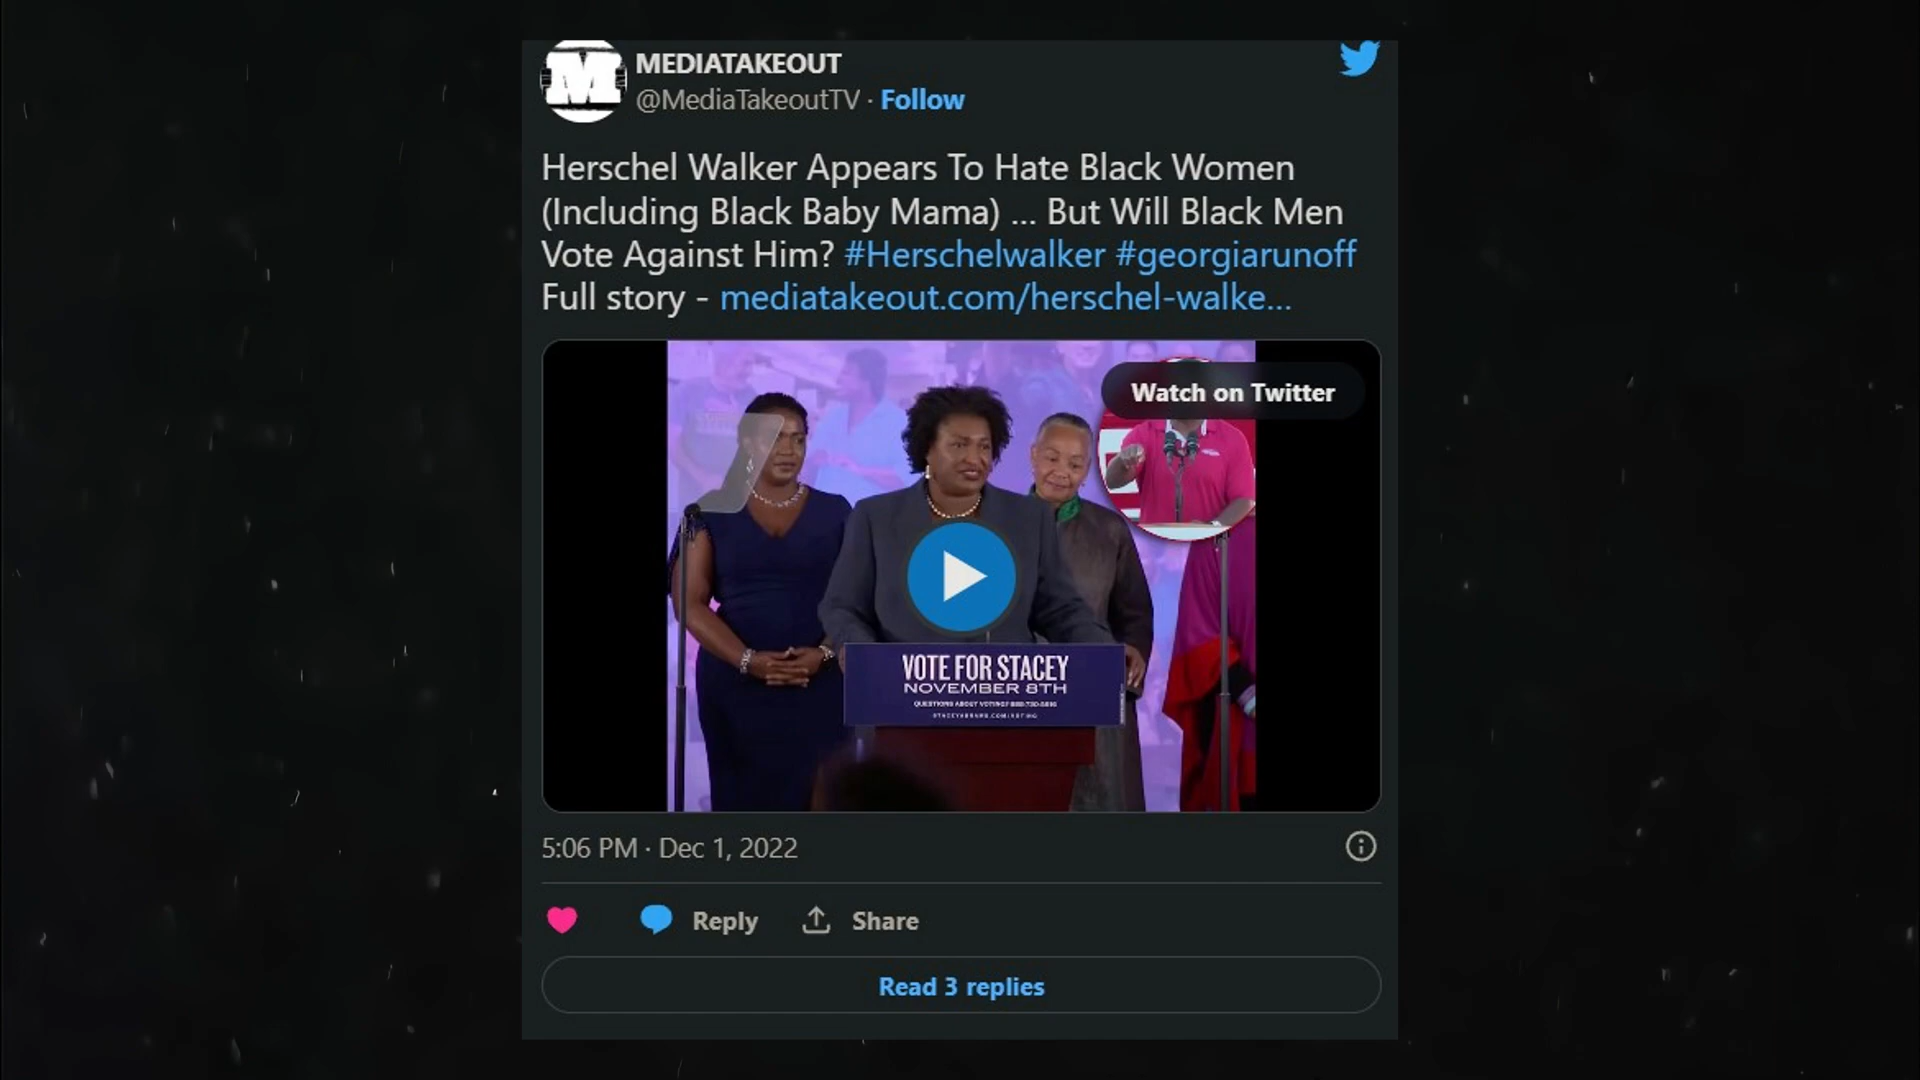 MEDIATAKEOUT
@MediaTakeoutTV · Follow
Herschel Walker Appears To Hate Black Women
(Including Black Baby Mama) ... But Will Black Men
Vote Against Him? #Herschelwalker #georgiarunoff
Full story - mediatakeout.com/herschel-walke...
Watch on Twitter
VOTE FOR STACEY
NOVEMBER 8TH
5:06 PM · Dec 1, 2022
Reply
Share
Read 3 replies